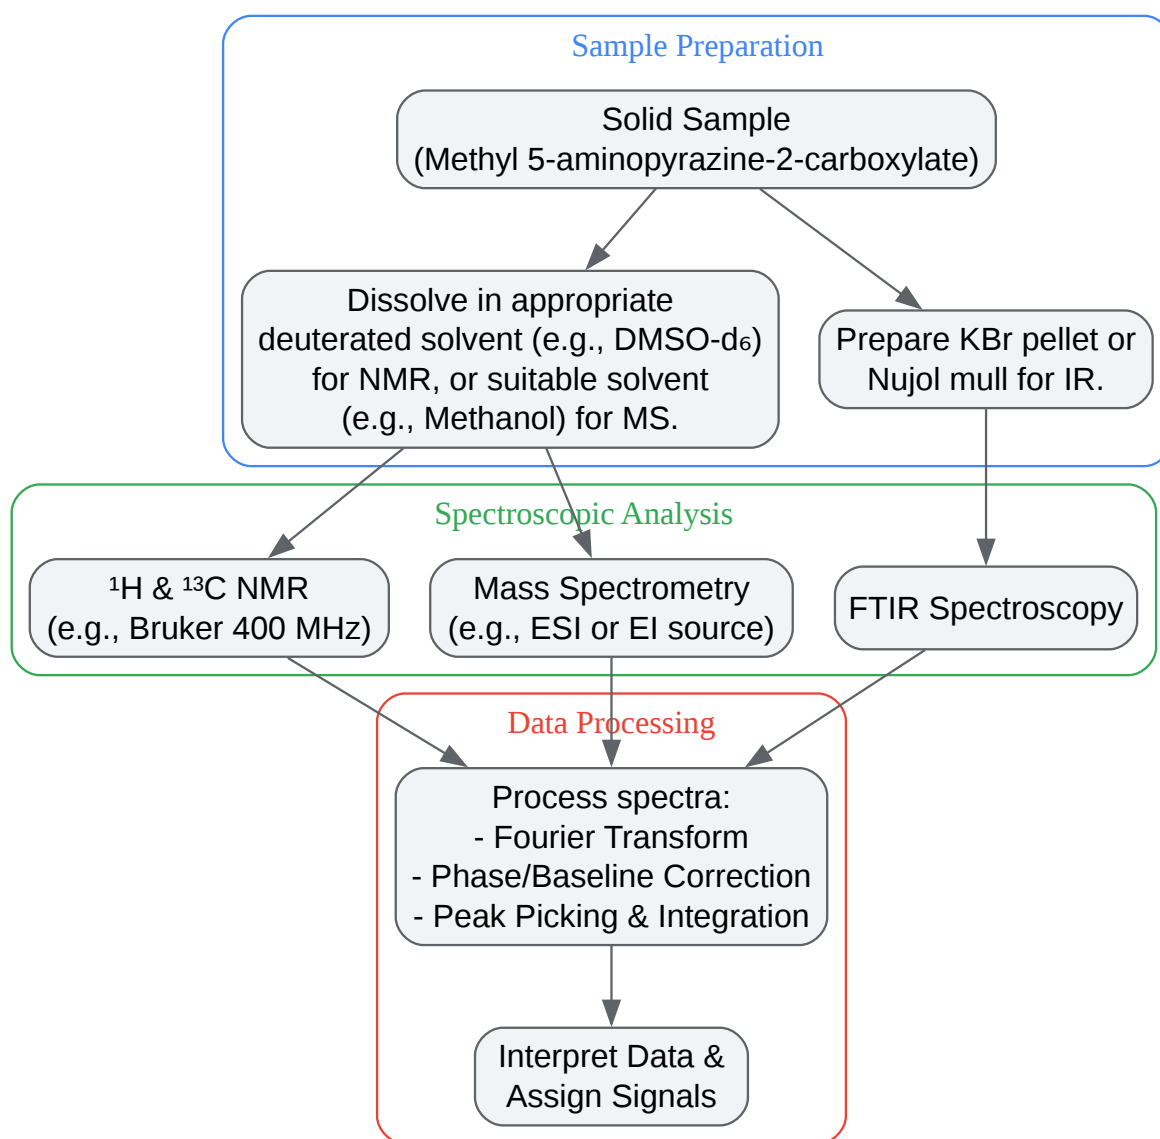 Sample Preparation
Solid Sample
(Methyl 5-aminopyrazine-2-carboxylate)
Dissolve in appropriate
deuterated solvent (e.g., DMSO-d₆)
for NMR, or suitable solvent
(e.g., Methanol) for MS.
Prepare KBr pellet or
Nujol mull for IR.
Spectroscopic Analysis
¹H & ¹³C NMR
(e.g., Bruker 400 MHz)
Mass Spectrometry
(e.g., ESI or EI source)
FTIR Spectroscopy
Data Processing
Process spectra:
- Fourier Transform
- Phase/Baseline Correction
- Peak Picking & Integration
Interpret Data &
Assign Signals